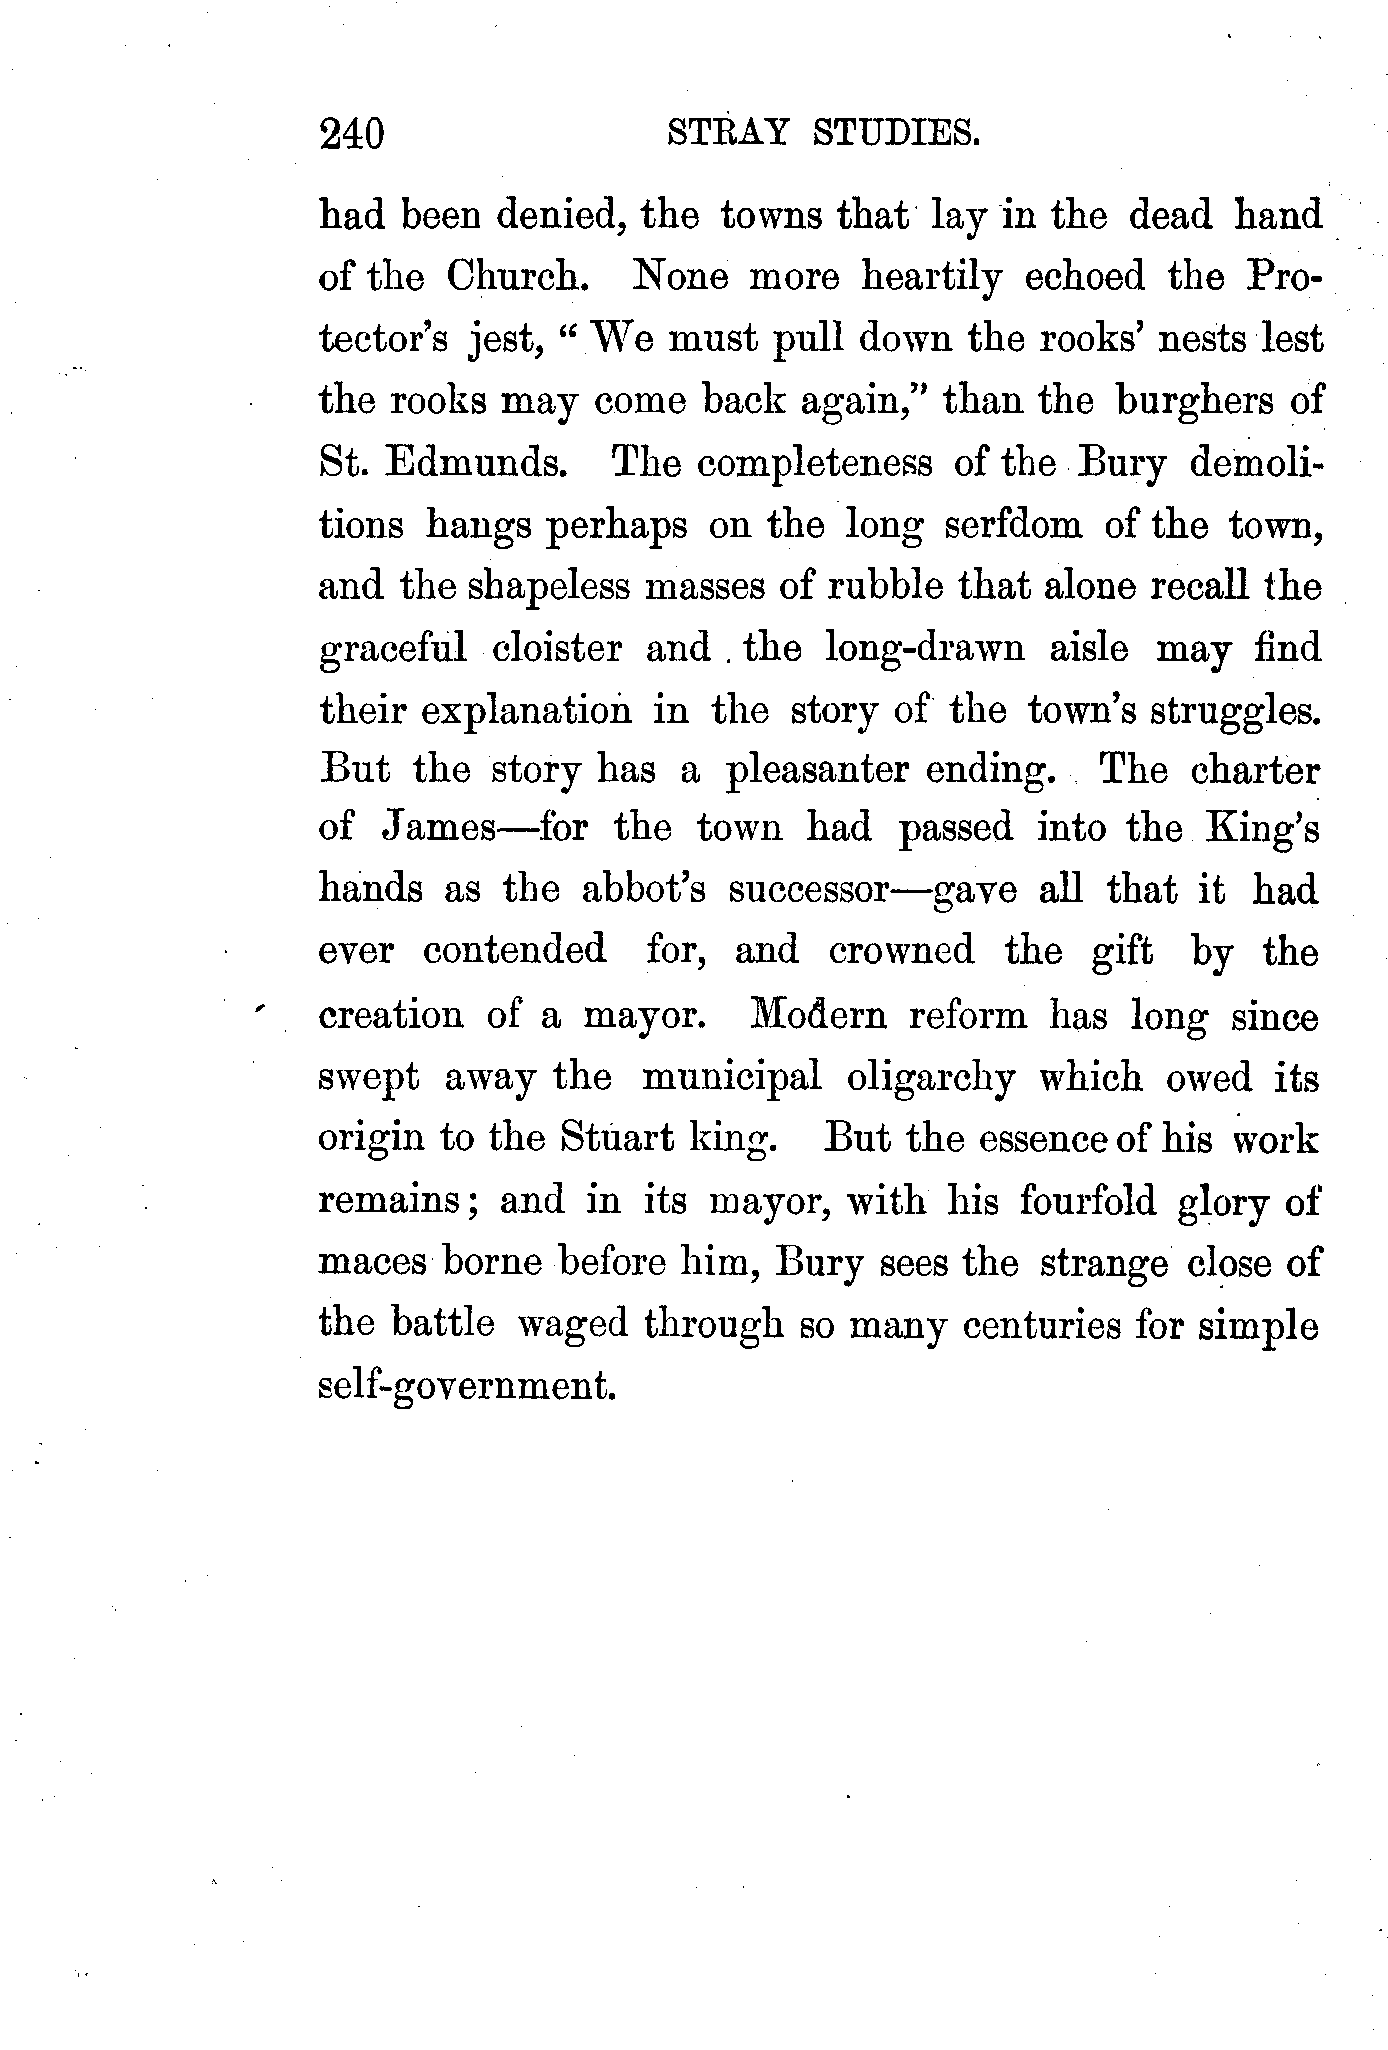 240 STRAY STUDIES.
had been denied, the towns that lay in the dead hand
of the Church. None more heartily echoed the Pro-
tector's jest, “ We must pull down the rooks' nests lest
the rooks may come back again,” than the burghers of
St. Edmunds. The completeness of the Bury demoli-
tions hangs perhaps on the long serfdom of the town,
and the shapeless masses of rubble that alone recall the
graceful cloister and the long-drawn aisle may find
their explanation in the story of the town's struggles.
But the story has a pleasanter ending. The charter
of James—for the town had passed into the King's
hands as the abbot's successor—gave all that it had
ever contended for, and crowned the gift by the
creation of a mayor. Modern reform has long since
swept away the municipal oligarchy which owed its
origin to the Stuart king. But the essence of his work
remains; and in its mayor, with his fourfold glory of
maces borne before him, Bury sees the strange close of
the battle waged through so many centuries for simple
self-government.